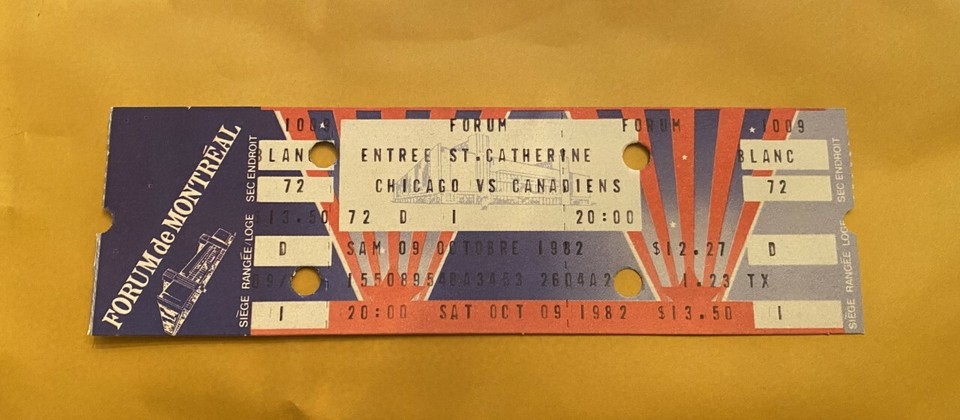 FORUM de MONTRÉAL
SEC ENDROIT
RANGÉE/LOGE
SIÈGE
1009 FORUM FORUM 1009
BLANC ENTREE ST.CATHERINE BLANC
72 CHICAGO VS CANADIENS 72
13.50 72 D I 20:00
D SAM 09 OCTOBRE 1982 $12.27 D
1.23 TX
I 20:00 SAT OCT 09 1982 $13.50 I
SEC ENDROIT
RANGÉE LOGE
SIÈGE